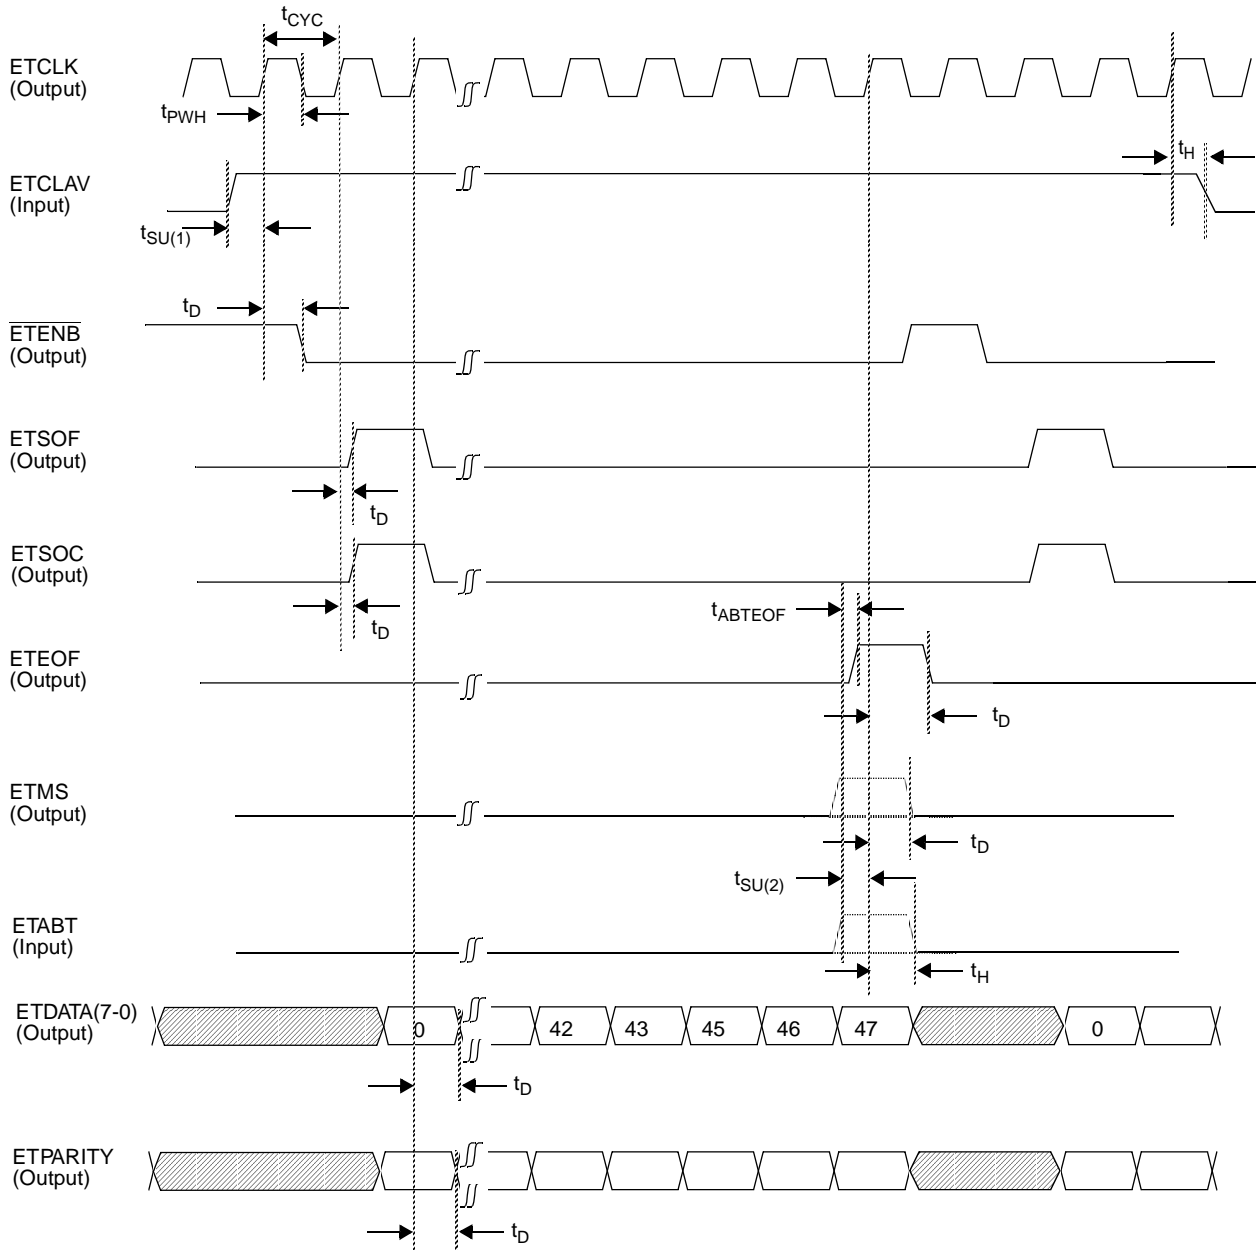 tCYC
ETCLK
(Output)
tPWH
tH
ETCLAV
(Input)
tSU(1)
tD
ETENB
(Output)
ETSOF
(Output)
tD
ETSOC
(Output)
tABTEOF
tD
ETEOF
(Output)
tD
ETMS
(Output)
tD
tSU(2)
ETABT
(Input)
tH
ETDATA(7-0)
(Output)
0 42 43 45 46 47 0
tD
ETPARITY
(Output)
tD